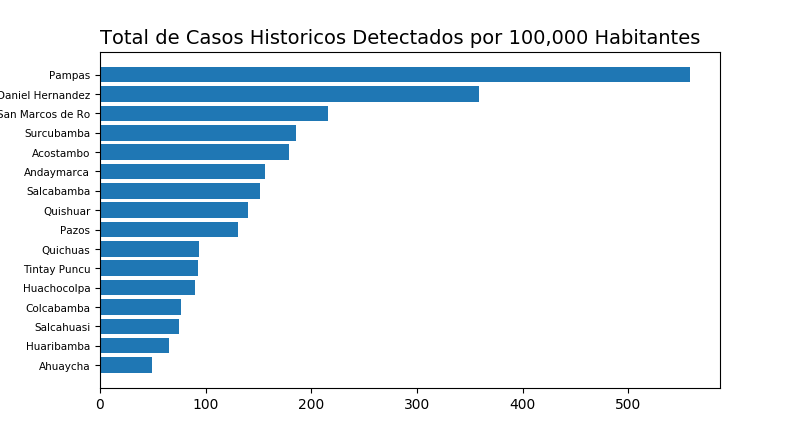 Total de Casos Historicos Detectados por 100,000 Habitantes
Pampas
Daniel Hernandez
San Marcos de Ro
Surcubamba
Acostambo
Andaymarca
Salcabamba
Quishuar
Pazos
Quichuas
Tintay Puncu
Huachocolpa
Colcabamba
Salcahuasi
Huaribamba
Ahuaycha
0 100 200 300 400 500